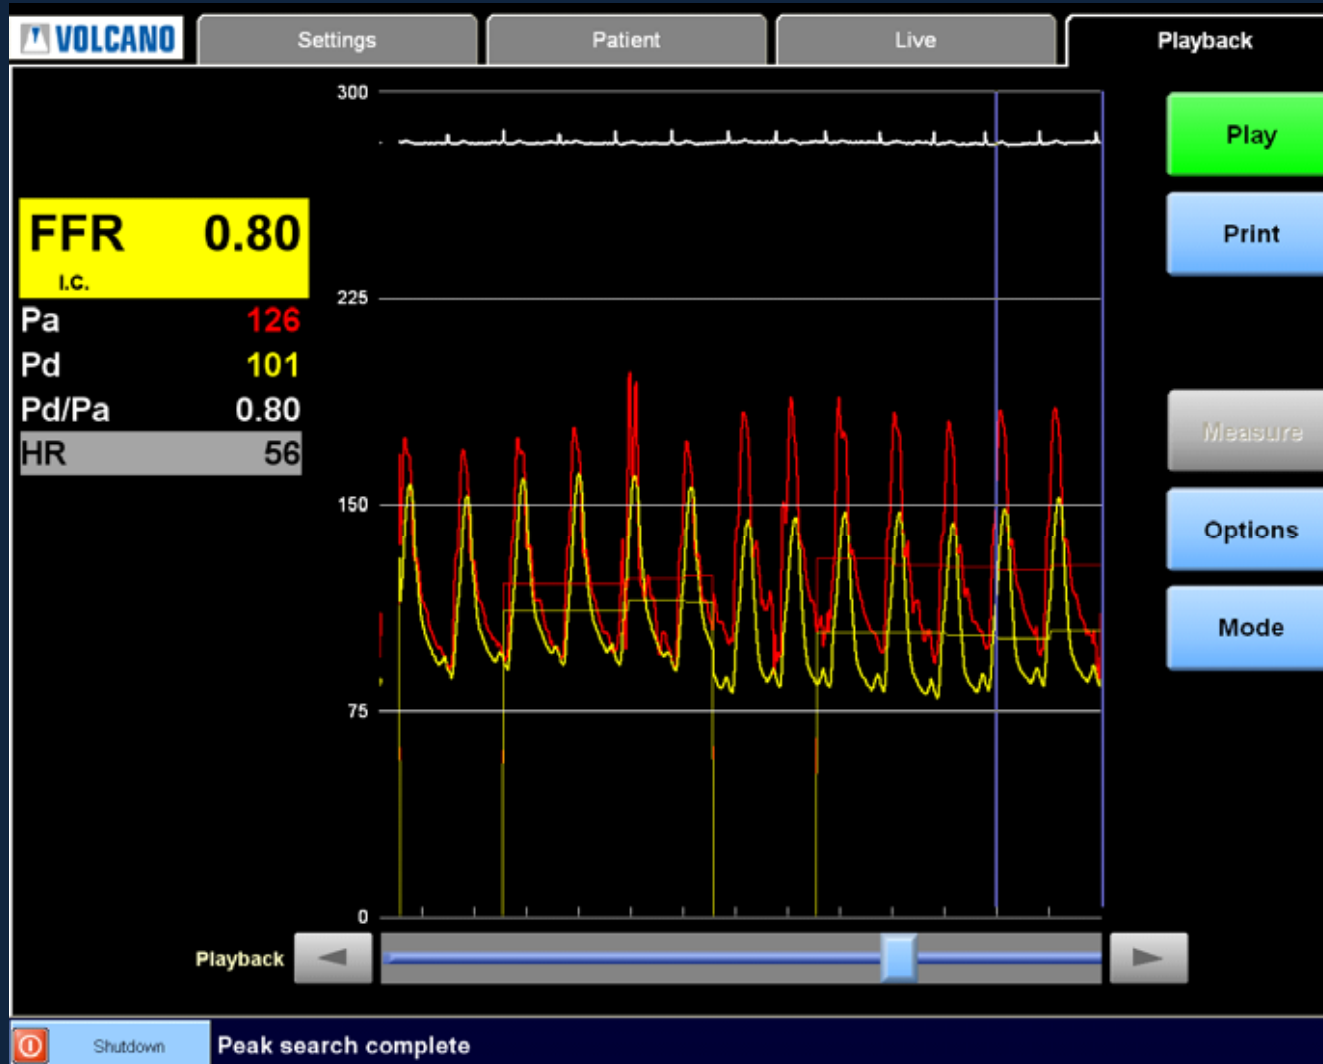 VOLCANO
Settings
Patient
Live
Playback
300
225
150
75
0
FFR 0.80
I.C.
Pa 126
Pd 101
Pd/Pa 0.80
HR 56
Play
Print
Measure
Options
Mode
Playback
Shutdown
Peak search complete